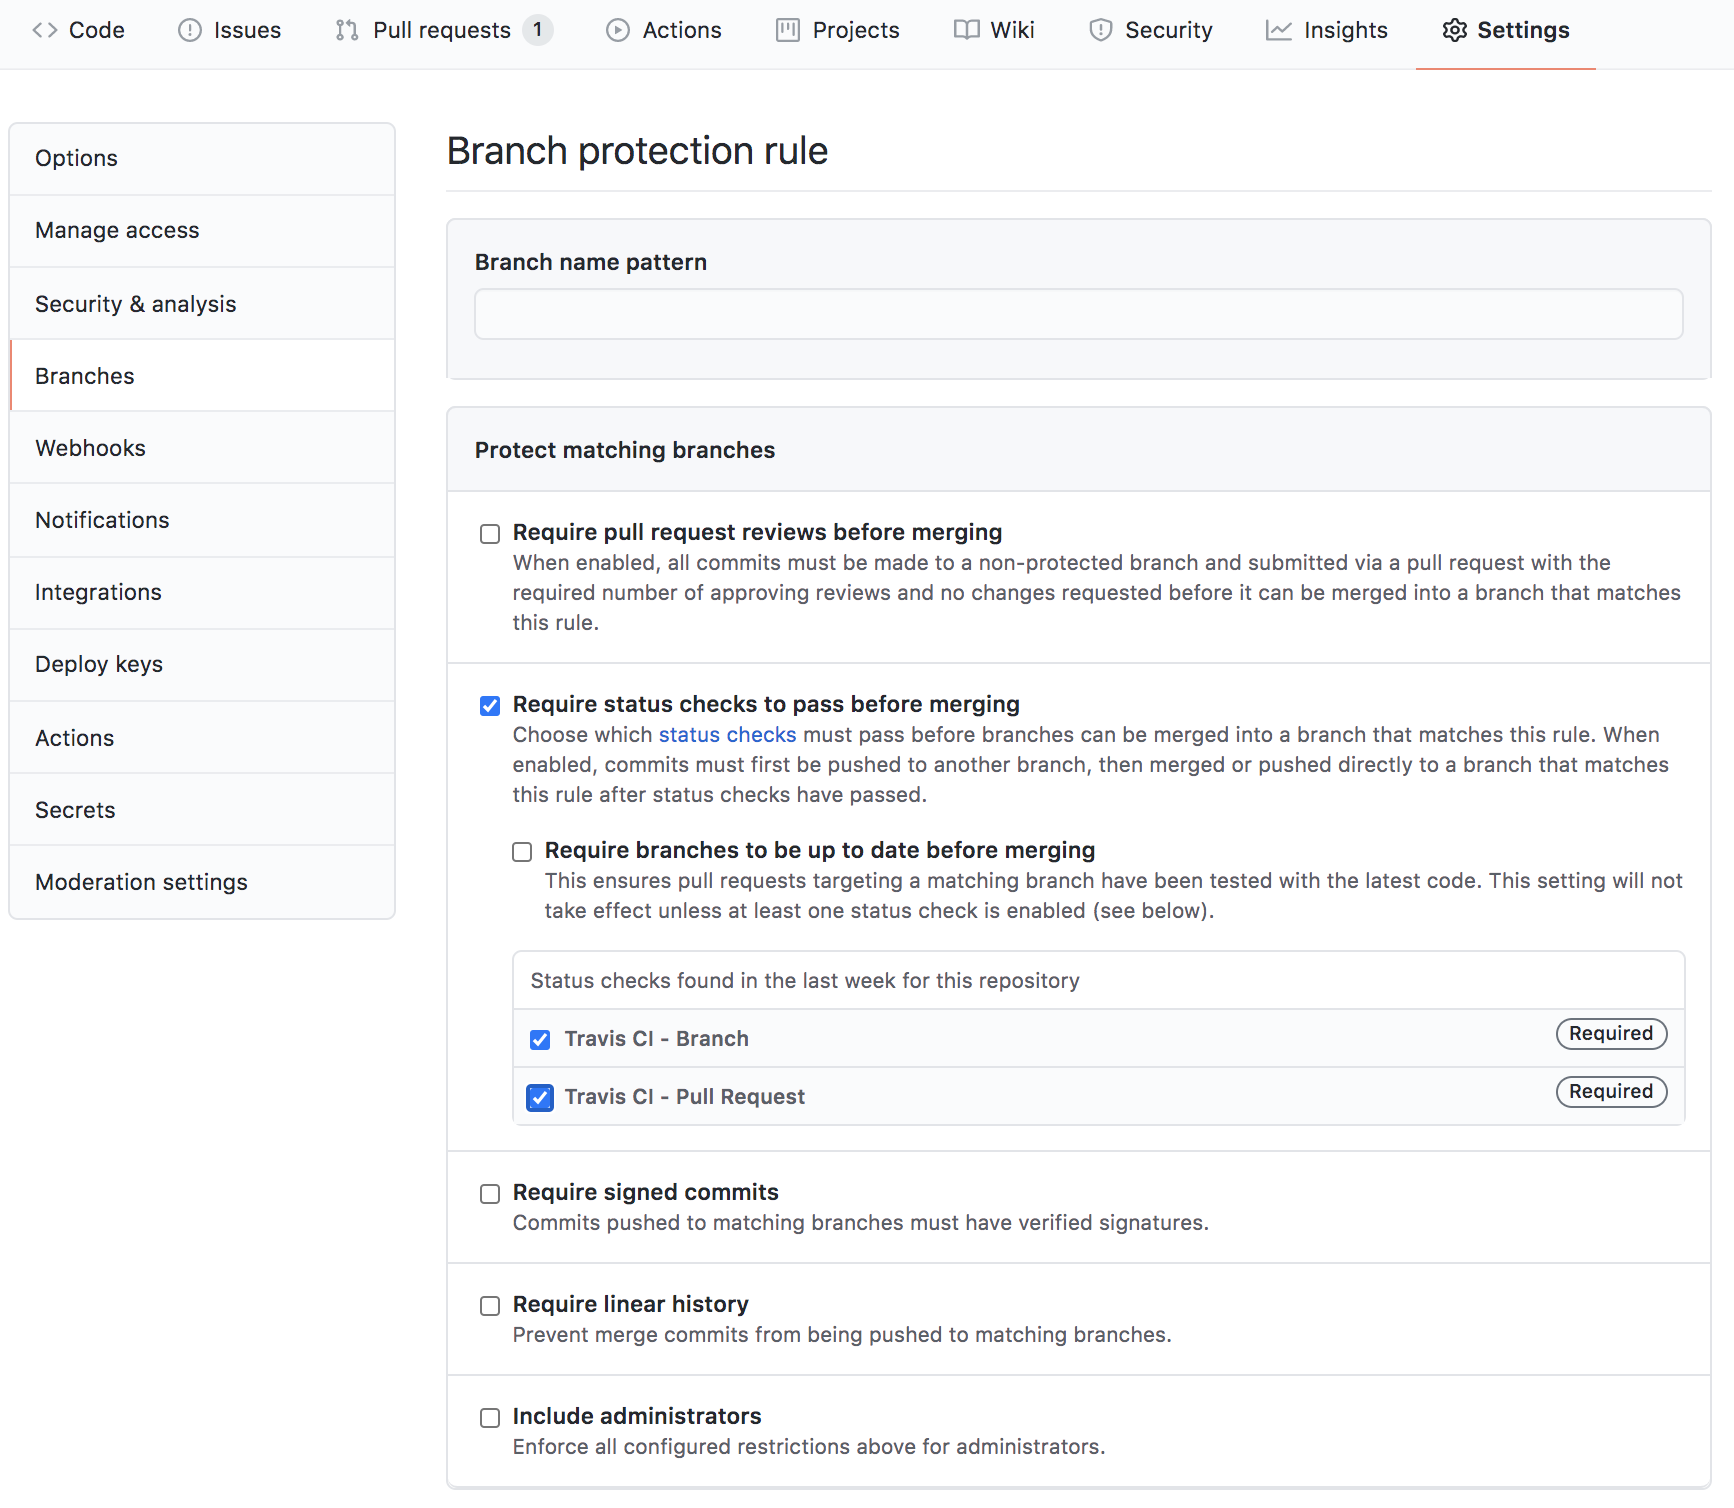 Code Issues Pull requests 1 Actions Projects Wiki Security Insights Settings
Options
Manage access
Security & analysis
Branches
Webhooks
Notifications
Integrations
Deploy keys
Actions
Secrets
Moderation settings
Branch protection rule
Branch name pattern
Protect matching branches
Require pull request reviews before merging
When enabled, all commits must be made to a non-protected branch and submitted via a pull request with the
required number of approving reviews and no changes requested before it can be merged into a branch that matches
this rule.
Require status checks to pass before merging
Choose which status checks must pass before branches can be merged into a branch that matches this rule. When
enabled, commits must first be pushed to another branch, then merged or pushed directly to a branch that matches
this rule after status checks have passed.
Require branches to be up to date before merging
This ensures pull requests targeting a matching branch have been tested with the latest code. This setting will not
take effect unless at least one status check is enabled (see below).
Status checks found in the last week for this repository
Travis CI - Branch Required
Travis CI - Pull Request Required
Require signed commits
Commits pushed to matching branches must have verified signatures.
Require linear history
Prevent merge commits from being pushed to matching branches.
Include administrators
Enforce all configured restrictions above for administrators.